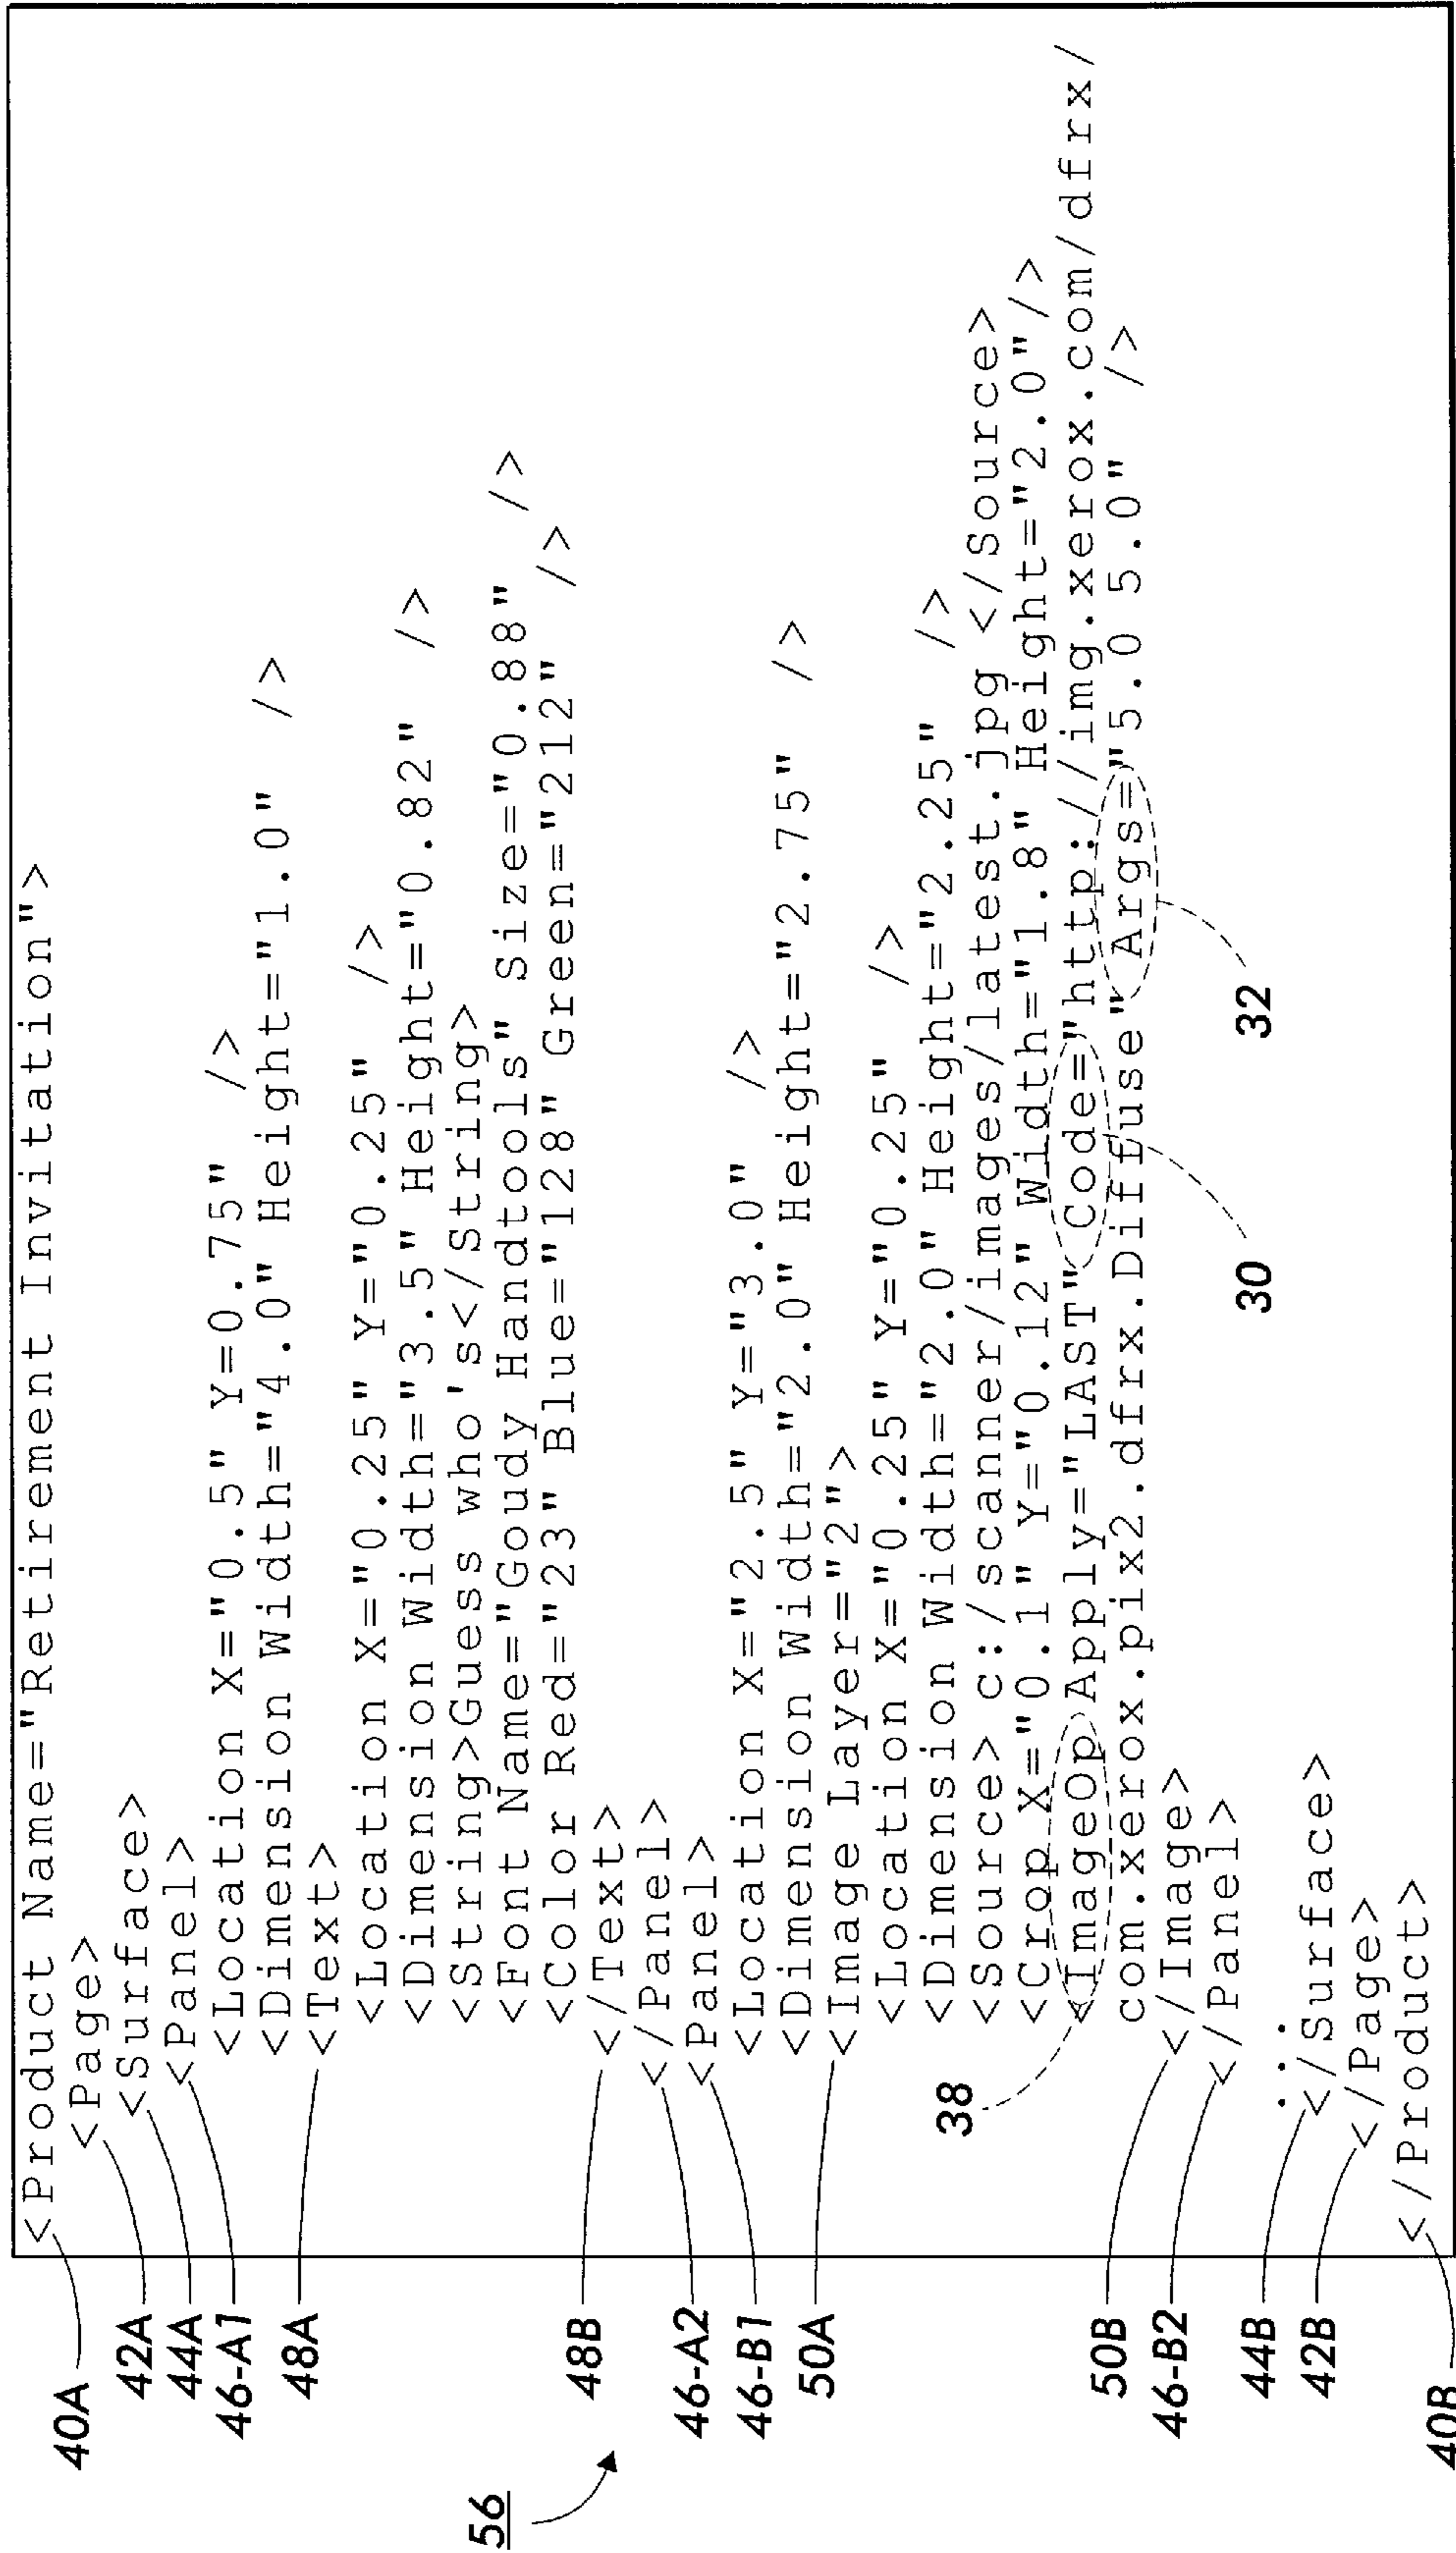 <Product Name="Retirement Invitation">
<Page>
<Surface>
<Panel>
<Location X="0.5" Y=0.75" />
<Dimension Width="4.0" Height="1.0" />
<Text>
<Location X="0.25" Y="0.25" />
<Dimension Width="3.5" Height="0.82" />
<String>Guess who's</String>
<Font Name="Goudy Handtools" Size="0.88" />
<Color Red="23" Blue="128" Green="212" />
</Text>
</Panel>
<Panel>
<Location X="2.5" Y="3.0" />
<Dimension Width="2.0" Height="2.75" />
<Image Layer="2">
<Location X="0.25" Y="0.25" />
<Dimension Width="2.0" Height="2.25" />
<Source> c:/scanner/images/latest.jpg </Source>
<Crop X="0.1" Y="0.12" Width="1.8" Height="2.0"/>
<ImageOp Apply="LAST" Code="http://img.xerox.com/dfrx/
com.xerox.pix2.dfrx.Diffuse" Args="5.0 5.0" />
</Image>
</Panel>
...
</Surface>
</Page>
</Product>
40A
42A
44A
46-A1
48A
48B
46-A2
46-B1
50A
50B
46-B2
44B
42B
40B
56
38
30
32